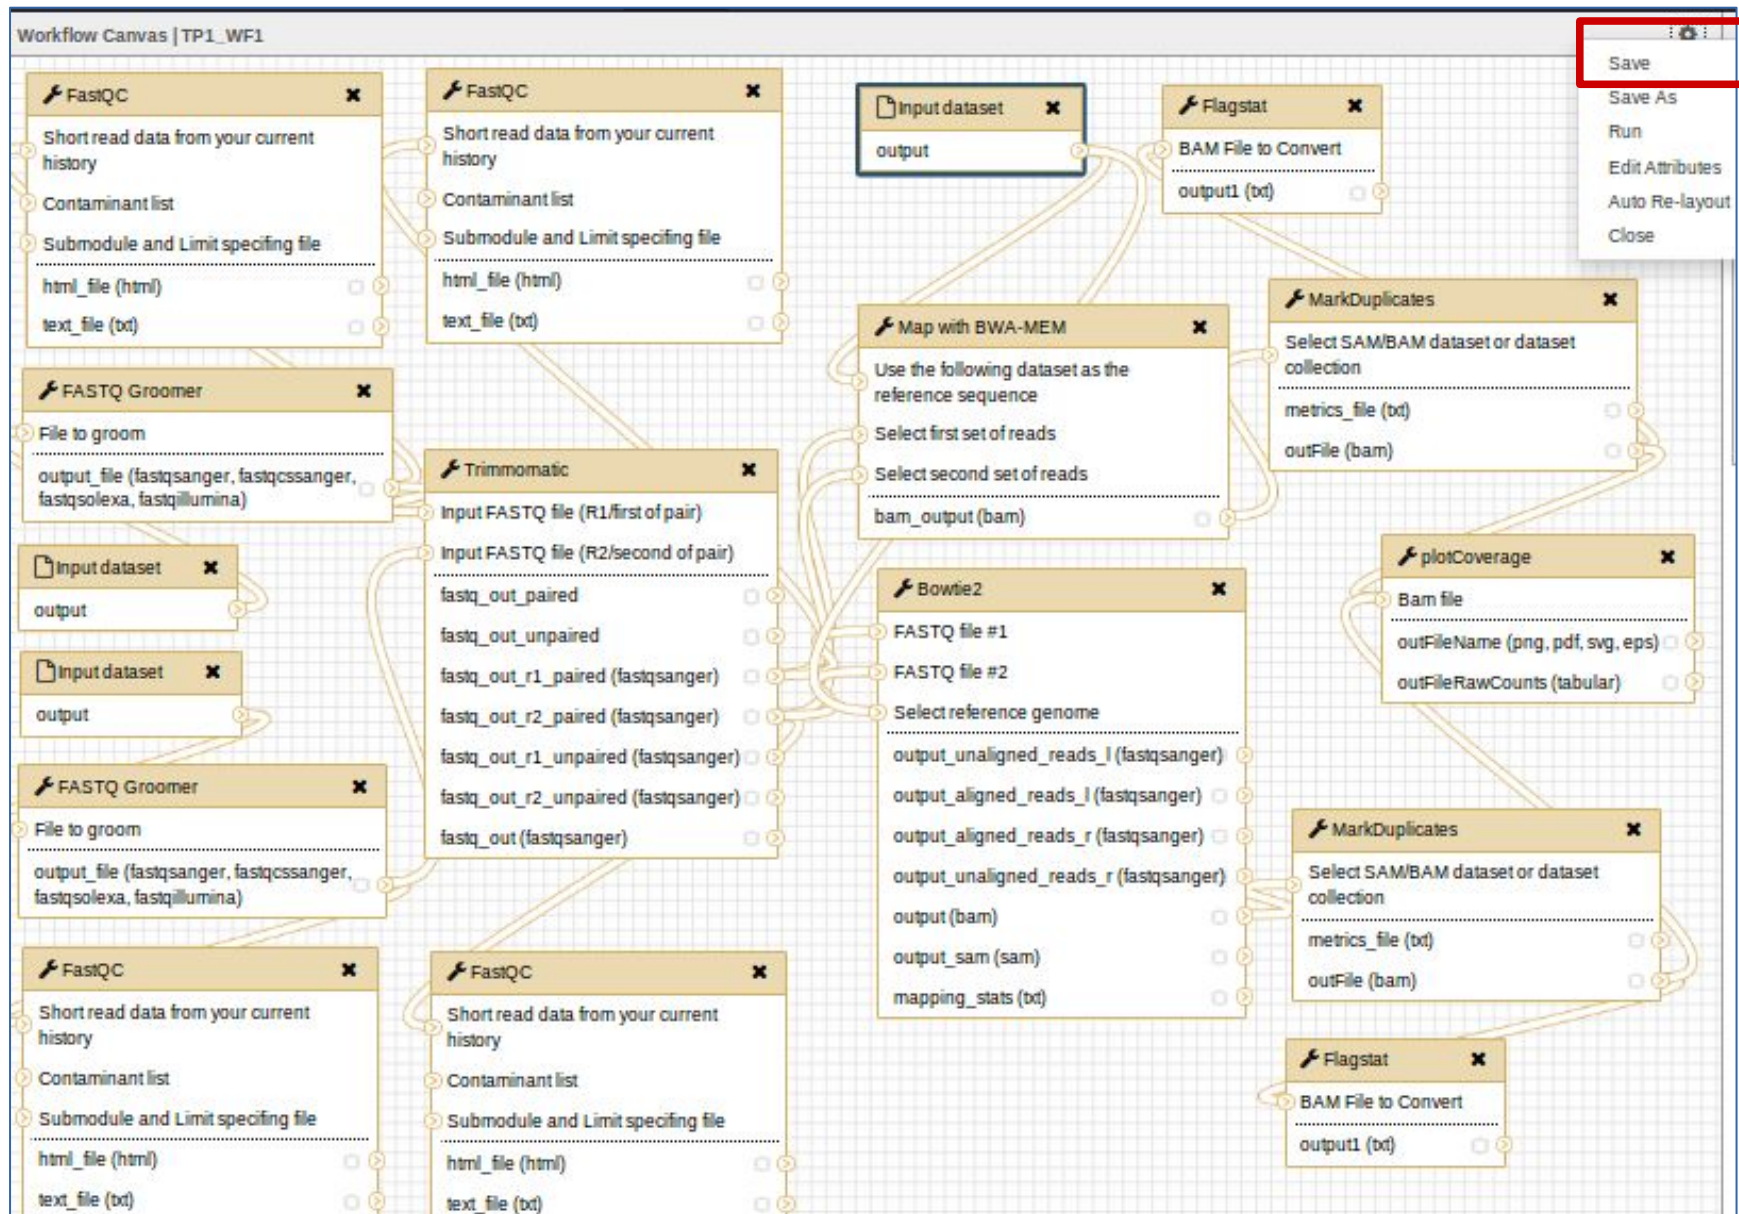 Workflow Canvas | TP1_WF1
Save
Save As
Run
Edit Attributes
Auto Re-layout
Close
FastQC
Short read data from your current
history
Contaminant list
Submodule and Limit specifing file
html_file (html)
text_file (txt)
FastQC
Short read data from your current
history
Contaminant list
Submodule and Limit specifing file
html_file (html)
text_file (txt)
Input dataset
output
Flagstat
BAM File to Convert
output1 (txt)
FASTQ Groomer
File to groom
output_file (fastqsanger, fastqcssanger,
fastqsolexa, fastqillumina)
Input dataset
output
Input dataset
output
FASTQ Groomer
File to groom
output_file (fastqsanger, fastqcssanger,
fastqsolexa, fastqillumina)
FastQC
Short read data from your current
history
Contaminant list
Submodule and Limit specifing file
html_file (html)
text_file (txt)
Trimmomatic
Input FASTQ file (R1/first of pair)
Input FASTQ file (R2/second of pair)
fastq_out_paired
fastq_out_unpaired
fastq_out_r1_paired (fastqsanger)
fastq_out_r2_paired (fastqsanger)
fastq_out_r1_unpaired (fastqsanger)
fastq_out_r2_unpaired (fastqsanger)
fastq_out (fastqsanger)
FastQC
Short read data from your current
history
Contaminant list
Submodule and Limit specifing file
html_file (html)
text_file (txt)
Map with BWA-MEM
Use the following dataset as the
reference sequence
Select first set of reads
Select second set of reads
bam_output (bam)
Bowtie2
FASTQ file #1
FASTQ file #2
Select reference genome
output_unaligned_reads_l (fastqsanger)
output_aligned_reads_l (fastqsanger)
output_aligned_reads_r (fastqsanger)
output_unaligned_reads_r (fastqsanger)
output (bam)
output_sam (sam)
mapping_stats (txt)
MarkDuplicates
Select SAM/BAM dataset or dataset
collection
metrics_file (txt)
outFile (bam)
plotCoverage
Bam file
outFileName (png, pdf, svg, eps)
outFileRawCounts (tabular)
MarkDuplicates
Select SAM/BAM dataset or dataset
collection
metrics_file (txt)
outFile (bam)
Flagstat
BAM File to Convert
output1 (txt)